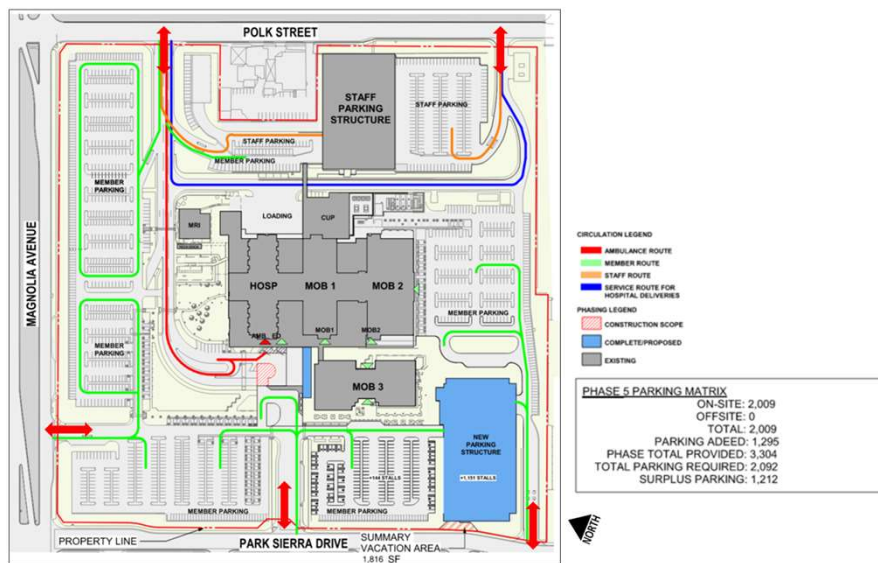 POLK STREET
STAFF
PARKING
STRUCTURE
STAFF PARKING
STAFF PARKING
MEMBER PARKING
MEMBER
PARKING
MAGNOLIA AVENUE
MRI
LOADING
CUP
HOSP
MOB 1
MOB 2
MEMBER PARKING
AMB
ED
MOB1
MOB2
MEMBER
PARKING
MOB 3
NEW
PARKING
STRUCTURE
+144 STALLS
+1,151 STALLS
MEMBER PARKING
MEMBER PARKING
PROPERTY LINE
PARK SIERRA DRIVE
SUMMARY
VACATION AREA
1,816 SF
CIRCULATION LEGEND
AMBULANCE ROUTE
MEMBER ROUTE
STAFF ROUTE
SERVICE ROUTE FOR
HOSPITAL DELIVERIES
PHASING LEGEND
CONSTRUCTION SCOPE
COMPLETE/PROPOSED
EXISTING
PHASE 5 PARKING MATRIX
ON-SITE: 2,009
OFFSITE: 0
TOTAL: 2,009
PARKING ADEED: 1,295
PHASE TOTAL PROVIDED: 3,304
TOTAL PARKING REQUIRED: 2,092
SURPLUS PARKING: 1,212
NORTH